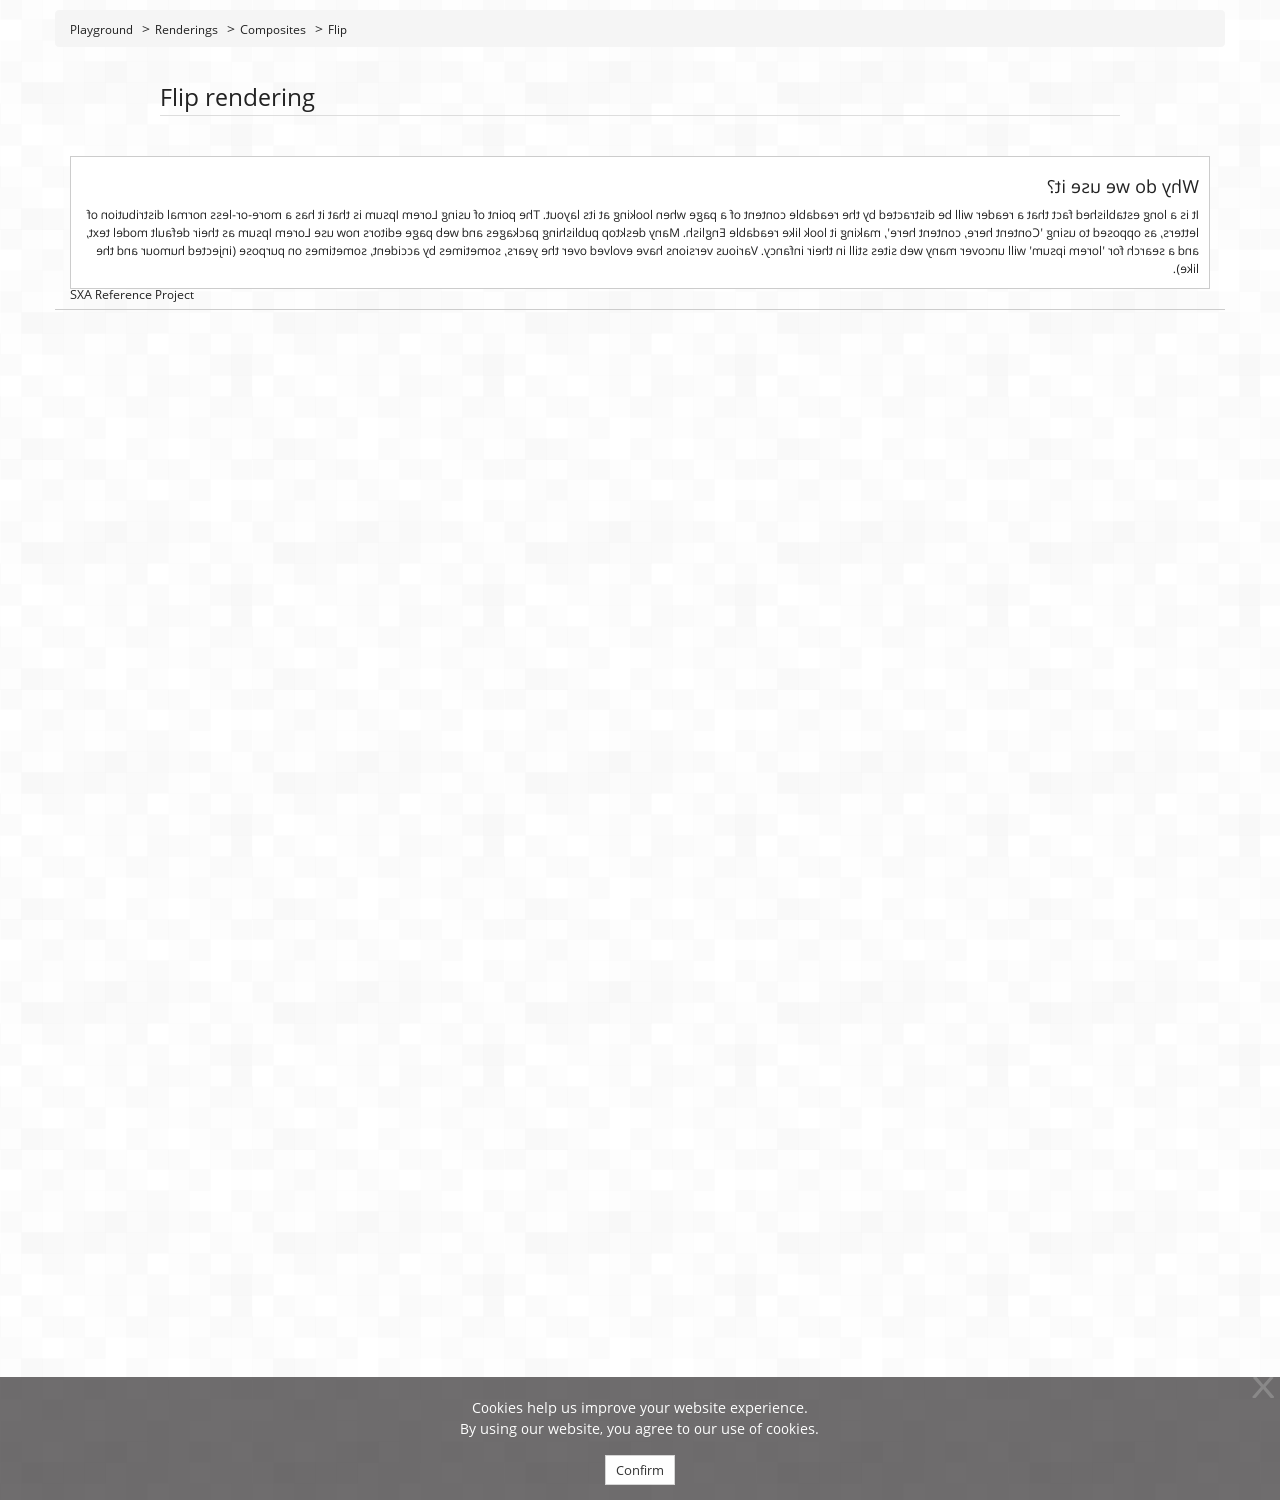 Playground > Renderings > Composites > Flip
Flip rendering
Why do we use it?
It is a long established fact that a reader will be distracted by the readable content of a page when looking at its layout. The point of using Lorem Ipsum is that it has a more-or-less normal distribution of
letters, as opposed to using 'Content here, content here', making it look like readable English. Many desktop publishing packages and web page editors now use Lorem Ipsum as their default model text,
and a search for 'lorem ipsum' will uncover many web sites still in their infancy. Various versions have evolved over the years, sometimes by accident, sometimes on purpose (injected humour and the
like).
SXA Reference Project
X
Cookies help us improve your website experience.
By using our website, you agree to our use of cookies.
Confirm